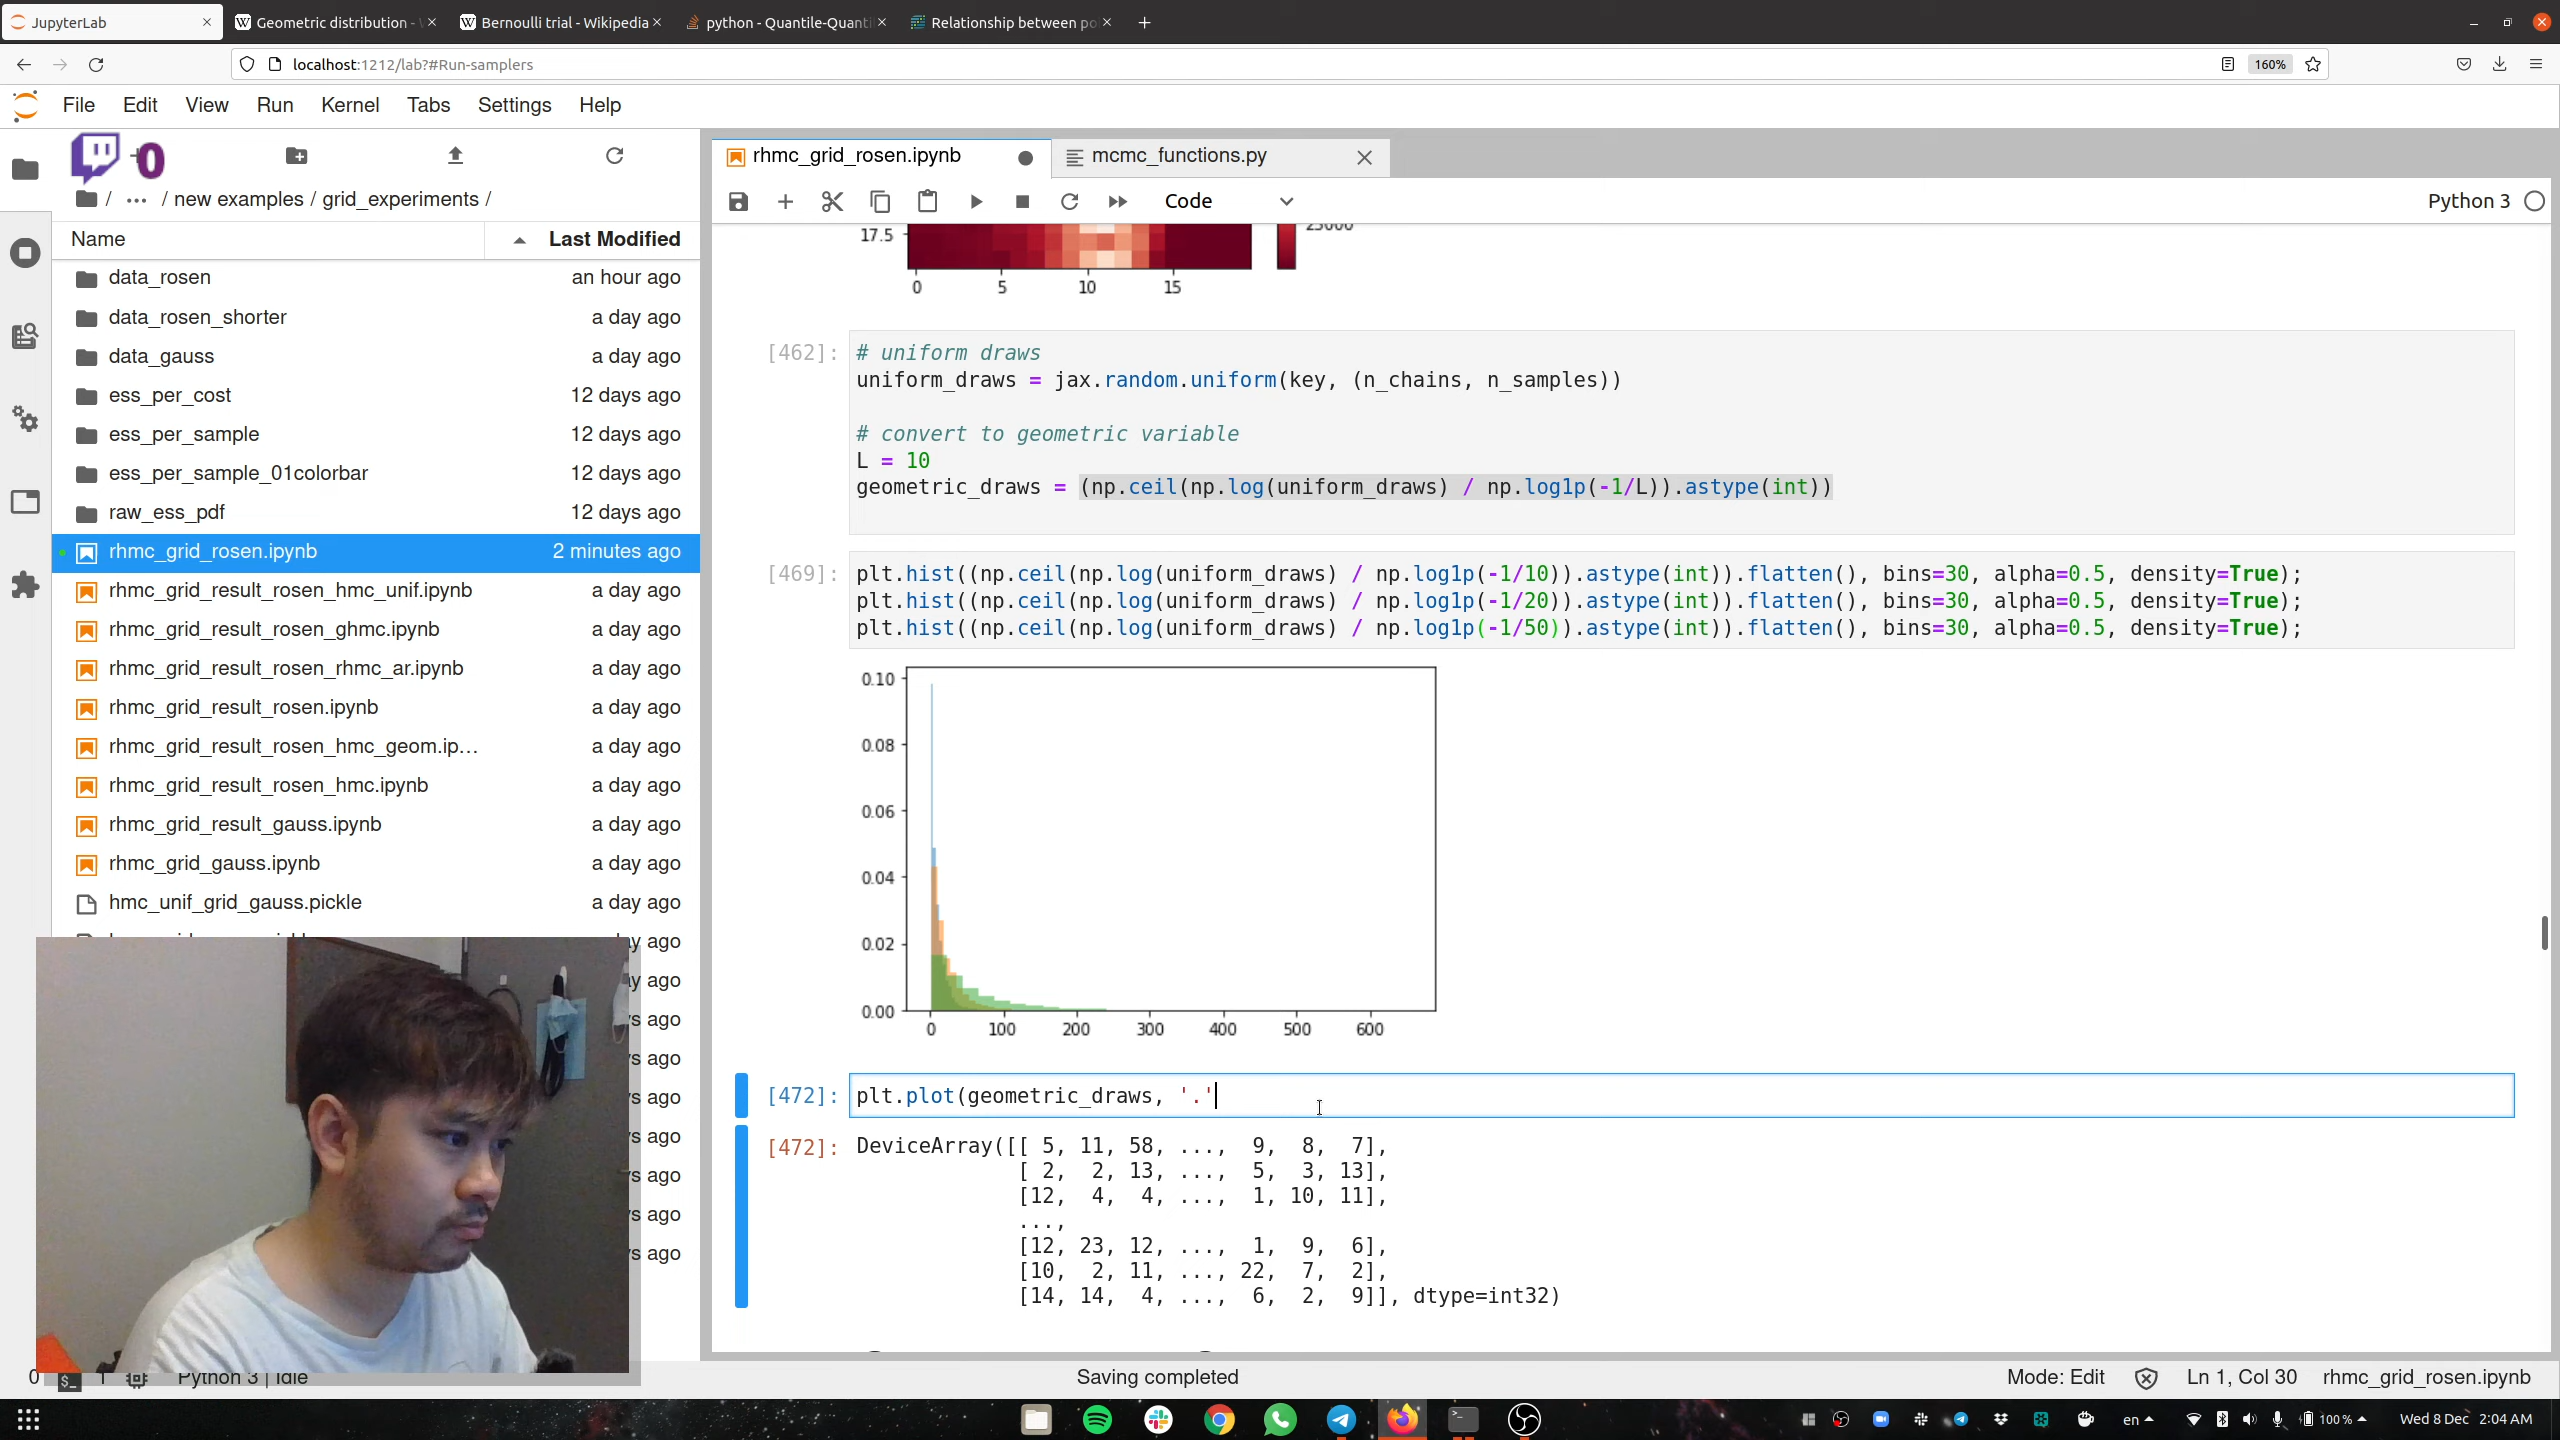 JupyterLab
Geometric distribution -
Bernoulli trial - Wikipedia
python - Quantile-Quant
Relationship between po
localhost:1212/lab?#Run-samplers
160%
File Edit View Run Kernel Tabs Settings Help
0
/ ... / new examples / grid_experiments /
Name Last Modified
data_rosen an hour ago
data_rosen_shorter a day ago
data_gauss a day ago
ess_per_cost 12 days ago
ess_per_sample 12 days ago
ess_per_sample_01colorbar 12 days ago
raw_ess_pdf 12 days ago
rhmc_grid_rosen.ipynb 2 minutes ago
rhmc_grid_result_rosen_hmc_unif.ipynb a day ago
rhmc_grid_result_rosen_ghmc.ipynb a day ago
rhmc_grid_result_rosen_rhmc_ar.ipynb a day ago
rhmc_grid_result_rosen.ipynb a day ago
rhmc_grid_result_rosen_hmc_geom.ip... a day ago
rhmc_grid_result_rosen_hmc.ipynb a day ago
rhmc_grid_result_gauss.ipynb a day ago
rhmc_grid_gauss.ipynb a day ago
hmc_unif_grid_gauss.pickle a day ago
ago
ago
ago
ago
ago
ago
ago
ago
ago
rhmc_grid_rosen.ipynb
mcmc_functions.py
Code
Python 3
17.5
25000
0 5 10 15
[462]:
# uniform draws
uniform_draws = jax.random.uniform(key, (n_chains, n_samples))
# convert to geometric variable
L = 10
geometric_draws = (np.ceil(np.log(uniform_draws) / np.log1p(-1/L)).astype(int))
[469]:
plt.hist((np.ceil(np.log(uniform_draws) / np.log1p(-1/10)).astype(int)).flatten(), bins=30, alpha=0.5, density=True);
plt.hist((np.ceil(np.log(uniform_draws) / np.log1p(-1/20)).astype(int)).flatten(), bins=30, alpha=0.5, density=True);
plt.hist((np.ceil(np.log(uniform_draws) / np.log1p(-1/50)).astype(int)).flatten(), bins=30, alpha=0.5, density=True);
0.10
0.08
0.06
0.04
0.02
0.00
0 100 200 300 400 500 600
[472]: plt.plot(geometric_draws, '.'
[472]: DeviceArray([[ 5, 11, 58, ..., 9, 8, 7],
[ 2, 2, 13, ..., 5, 3, 13],
[12, 4, 4, ..., 1, 10, 11],
...,
[12, 23, 12, ..., 1, 9, 6],
[10, 2, 11, ..., 22, 7, 2],
[14, 14, 4, ..., 6, 2, 9]], dtype=int32)
0 $_ 1 Python 3 | Idle
Saving completed
Mode: Edit
Ln 1, Col 30
rhmc_grid_rosen.ipynb
en
100 %
Wed 8 Dec 2:04 AM